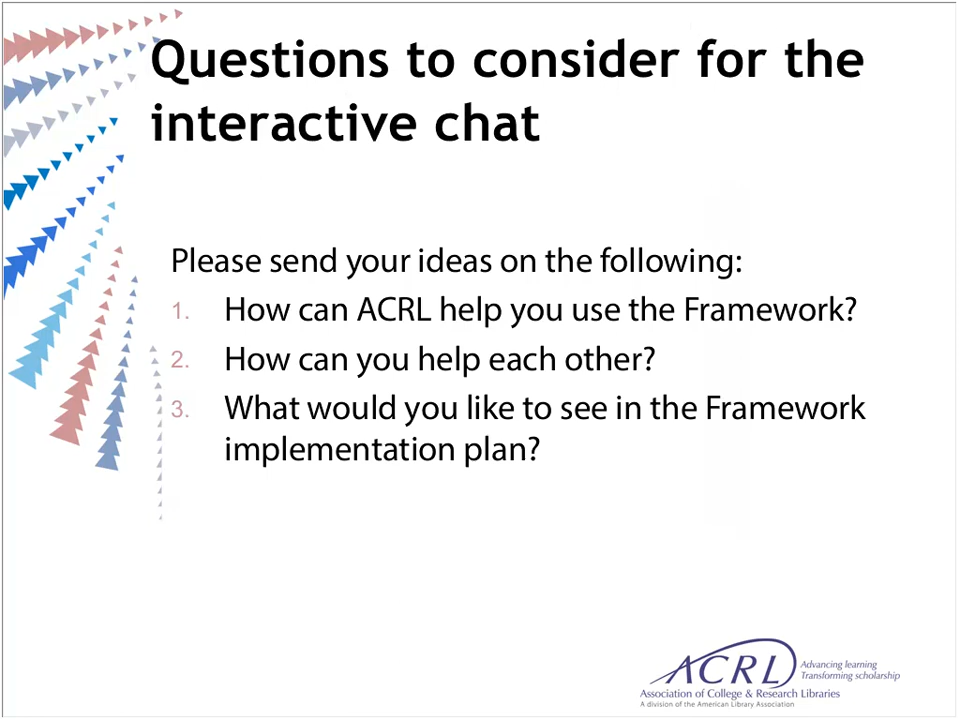 Questions to consider for the
interactive chat
Please send your ideas on the following:
1. How can ACRL help you use the Framework?
2. How can you help each other?
3. What would you like to see in the Framework
implementation plan?
ACRL
Advancing learning
Transforming scholarship
Association of College & Research Libraries
A division of the American Library Association